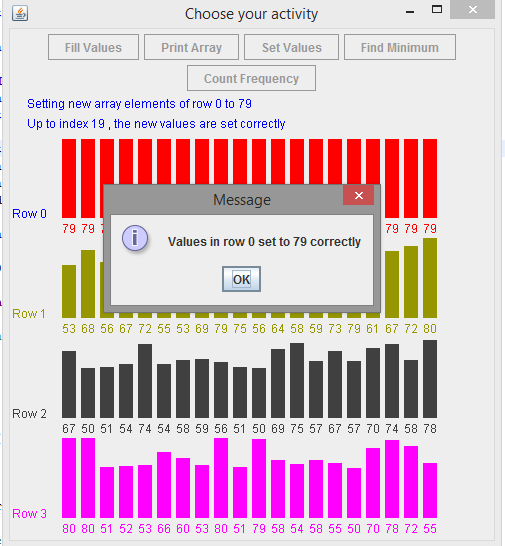 Choose your activity
Fill Values Print Array Set Values Find Minimum
Count Frequency
Setting new array elements of row 0 to 79
Up to index 19 , the new values are set correctly
Message
Values in row 0 set to 79 correctly
OK
Row 0
79 79 79 79 79
Row 1
53 68 56 67 72 55 53 50 79 75 56 64 58 59 73 79 61 67 72 80
Row 2
67 50 51 54 74 54 58 59 56 51 50 69 75 57 67 57 70 74 58 78
Row 3
80 80 51 52 53 66 60 53 80 51 79 58 54 58 55 50 70 78 72 55